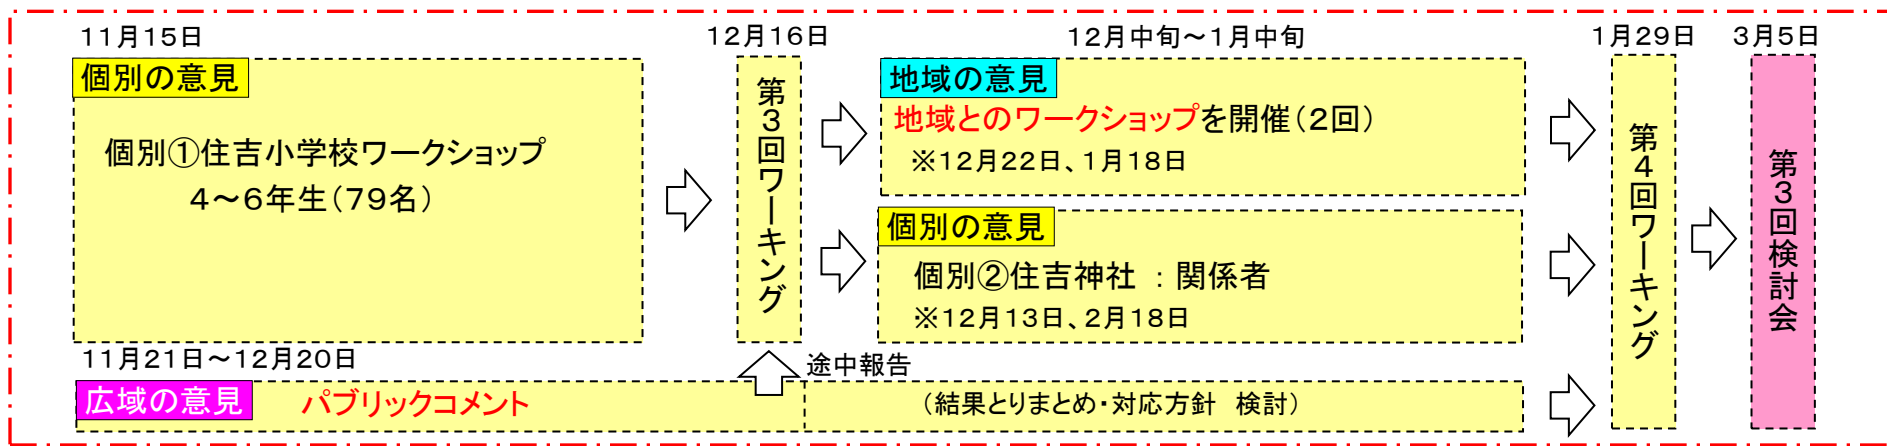 11月15日
個別の意見
個別①住吉小学校ワークショップ
4～6年生（79名）
12月16日
第3回ワーキング
12月中旬～1月中旬
地域の意見
地域とのワークショップを開催（2回）
※12月22日、1月18日
個別の意見
個別②住吉神社 ：関係者
※12月13日、2月18日
1月29日
第4回ワーキング
3月5日
第3回検討会
11月21日～12月20日
広域の意見 パブリックコメント
途中報告
（結果とりまとめ・対応方針 検討）